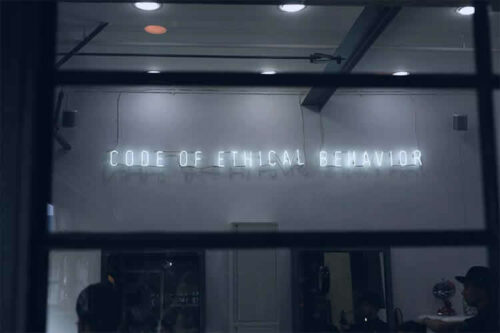 CODE OF ETHICAL BEHAVIOR